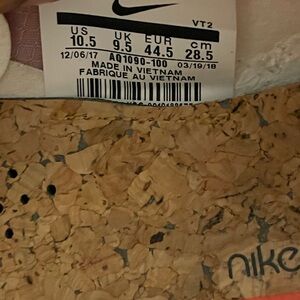 VT2
US UK EUR cm
10.5 9.5 44.5 28.5
12/06/17 AQ1090-100 03/19/18
MADE IN VIETNAM
FABRIQUE AU VIETNAM
nike